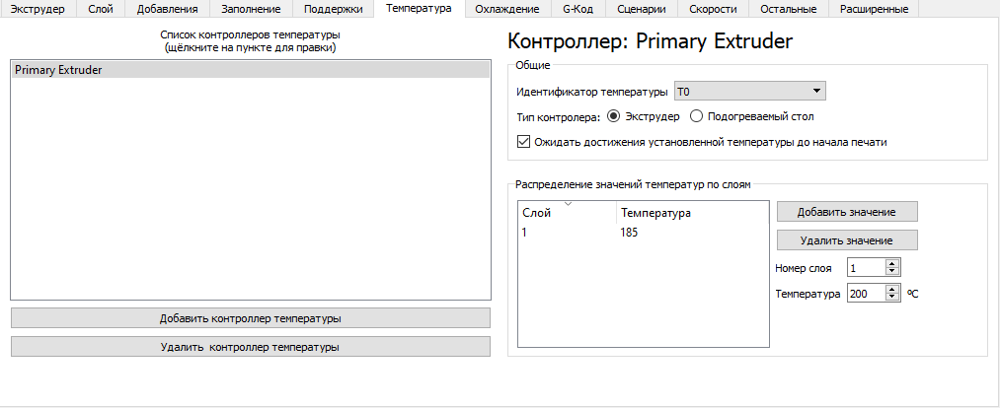 Экструдер Слой Добавления Заполнение Поддержки Температура Охлаждение G-Код Сценарии Скорости Остальные Расширенные
Список контроллеров температуры
(щёлкните на пункте для правки)
Primary Extruder
Добавить контроллер температуры
Удалить контроллер температуры
Контроллер: Primary Extruder
Общие
Идентификатор температуры T0
Тип контролера: Экструдер Подогреваемый стол
Ожидать достижения установленной температуры до начала печати
Распределение значений температур по слоям
Слой Температура
1 185
Добавить значение
Удалить значение
Номер слоя 1
Температура 200 ºC